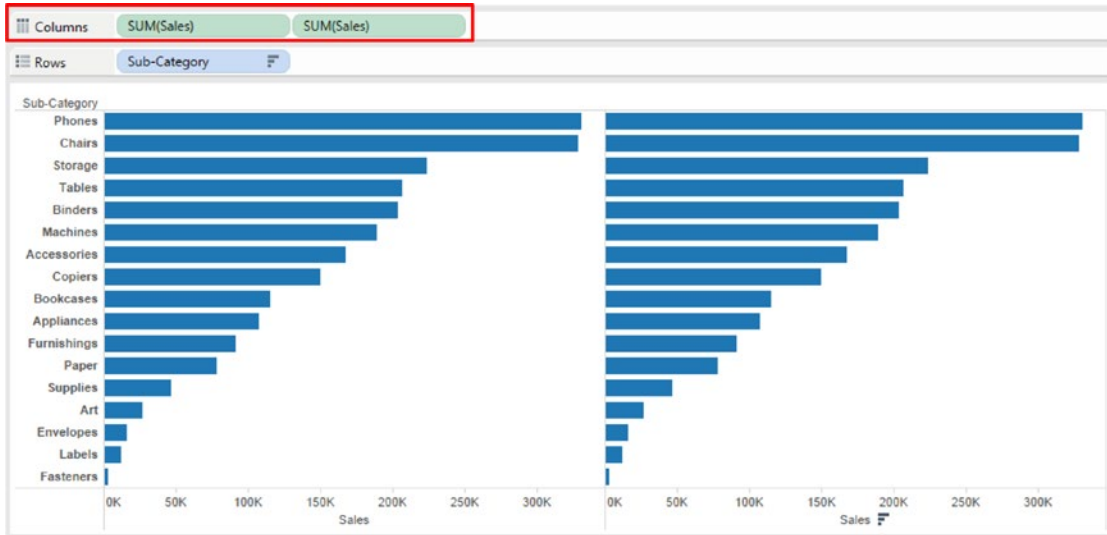 Columns SUM(Sales) SUM(Sales)
Rows Sub-Category
Sub-Category
Phones
Chairs
Storage
Tables
Binders
Machines
Accessories
Copiers
Bookcases
Appliances
Furnishings
Paper
Supplies
Art
Envelopes
Labels
Fasteners
0K 50K 100K 150K 200K 250K 300K 0K 50K 100K 150K 200K 250K 300K
Sales Sales